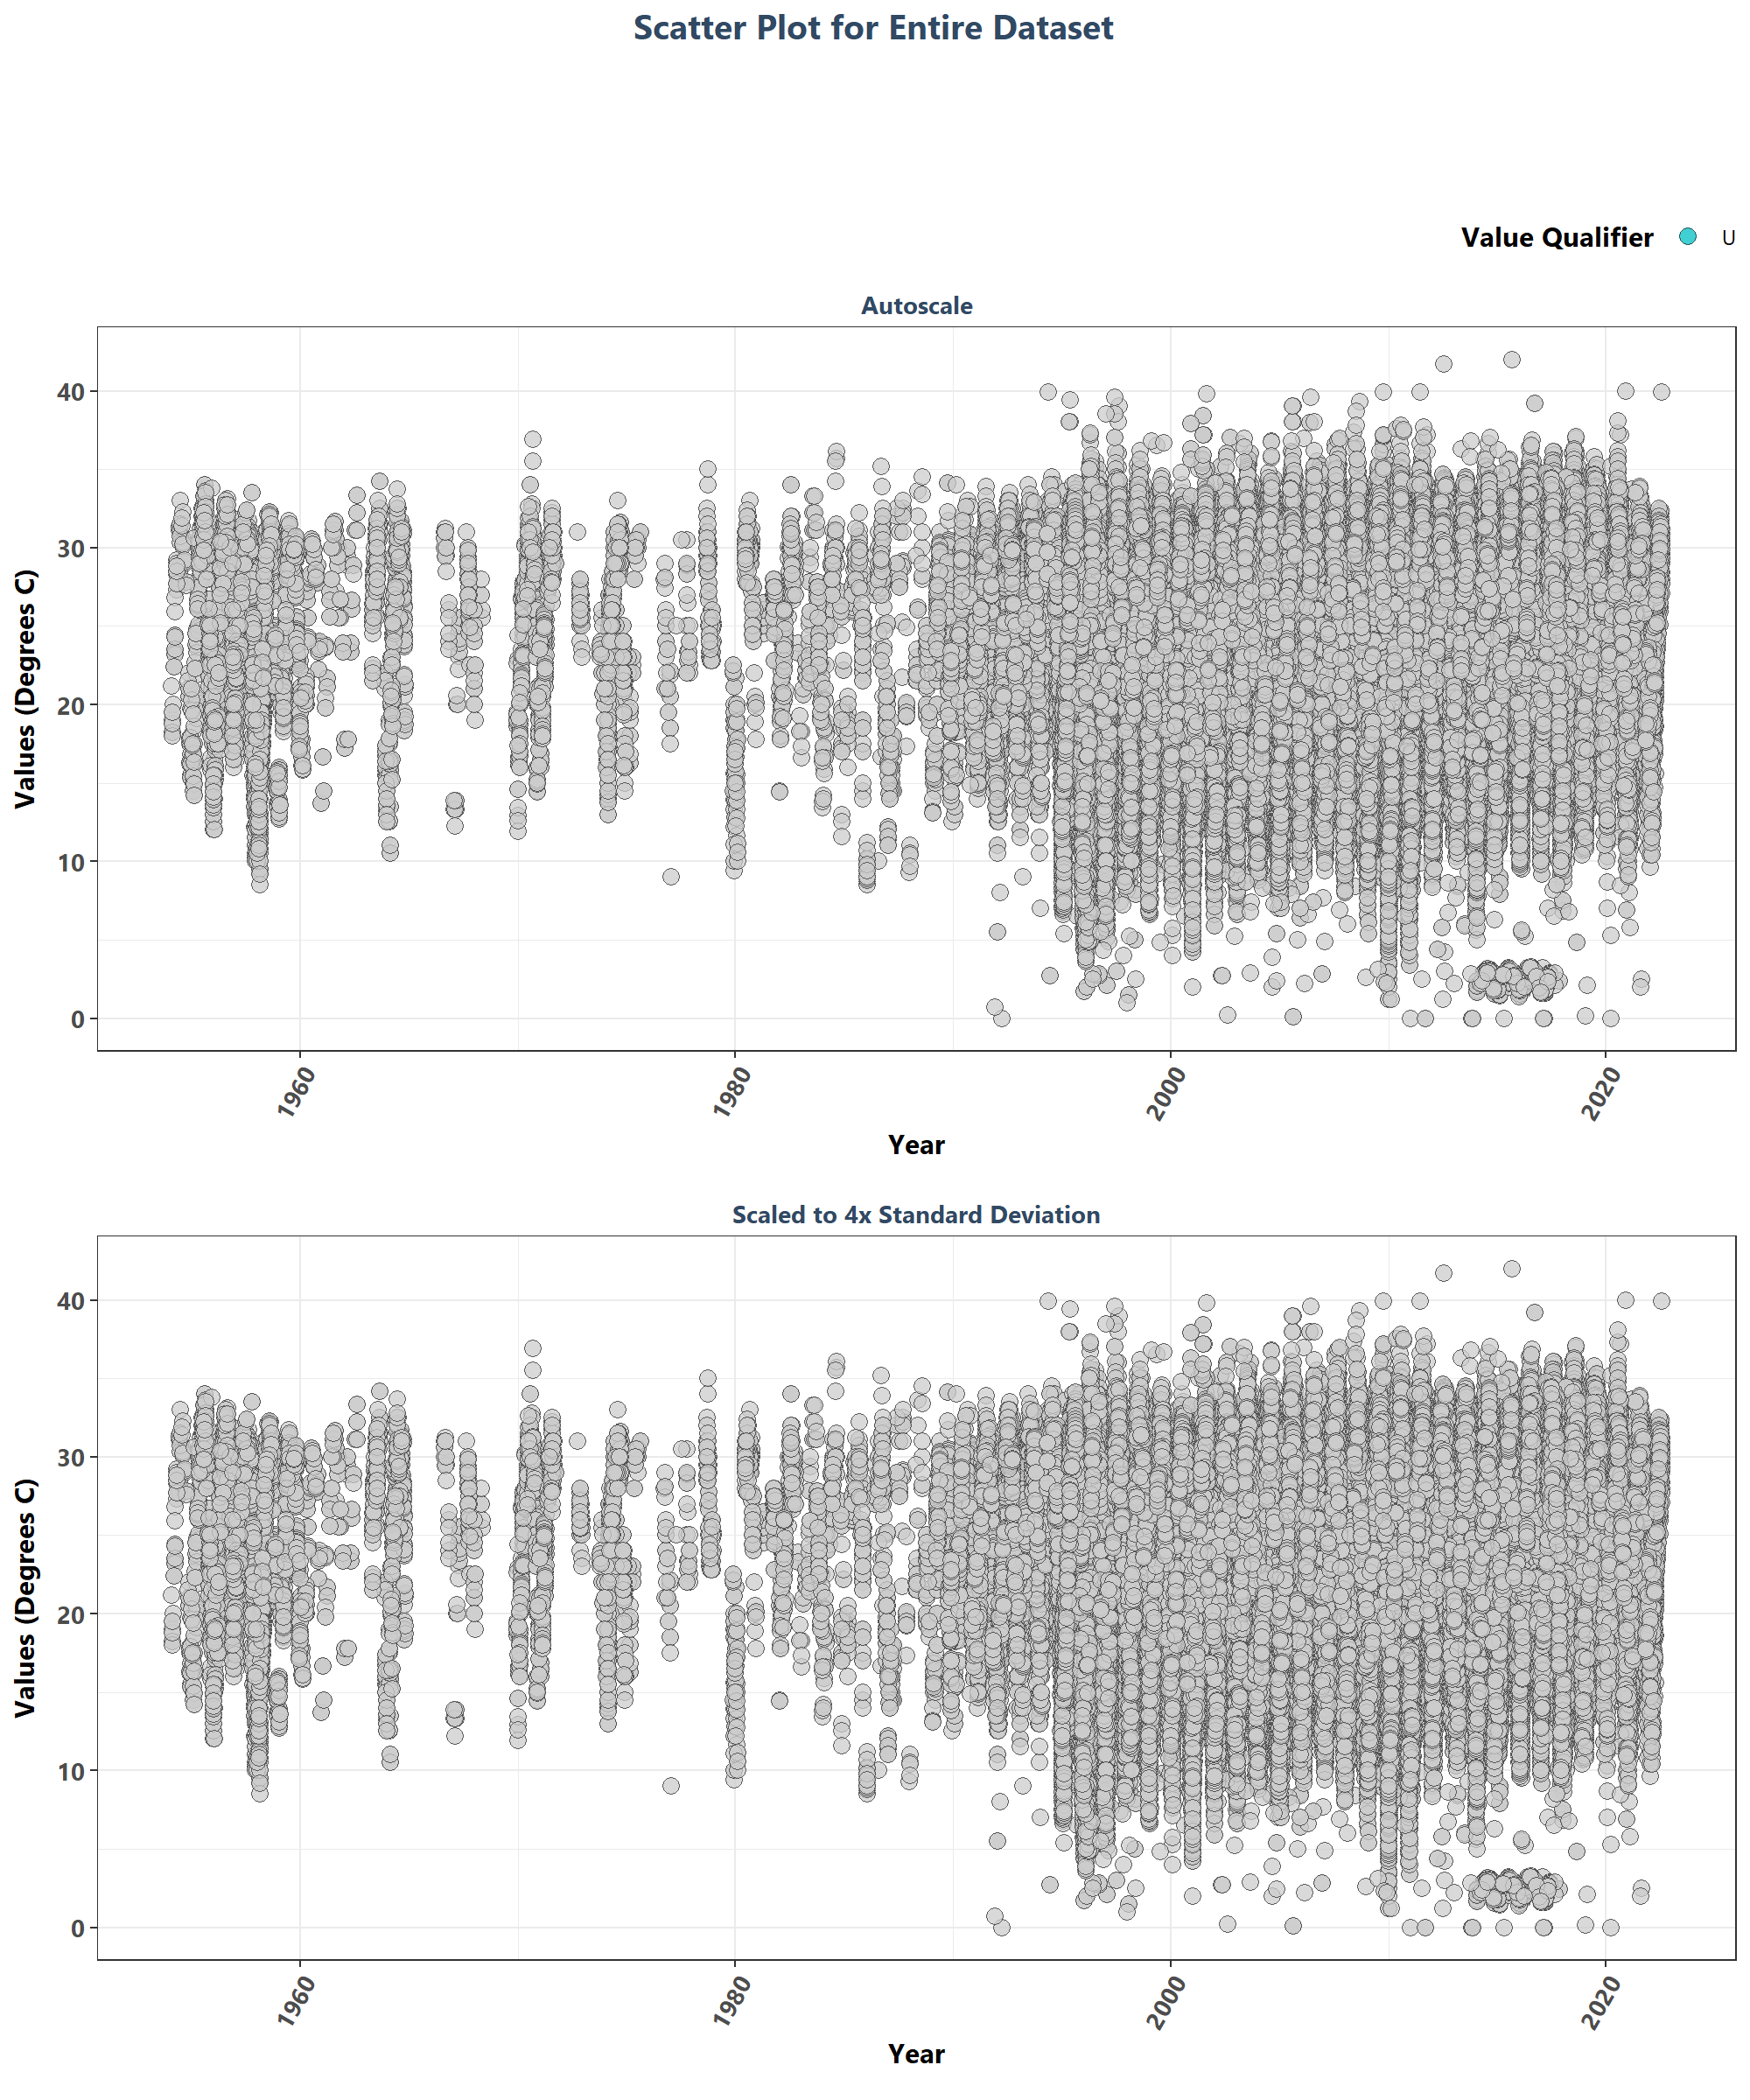 Scatter Plot for Entire Dataset
Value Qualifier U
Autoscale
Values (Degrees C)
40
30
20
10
0
1960 1980 2000 2020
Year
Scaled to 4x Standard Deviation
Values (Degrees C)
40
30
20
10
0
1960 1980 2000 2020
Year